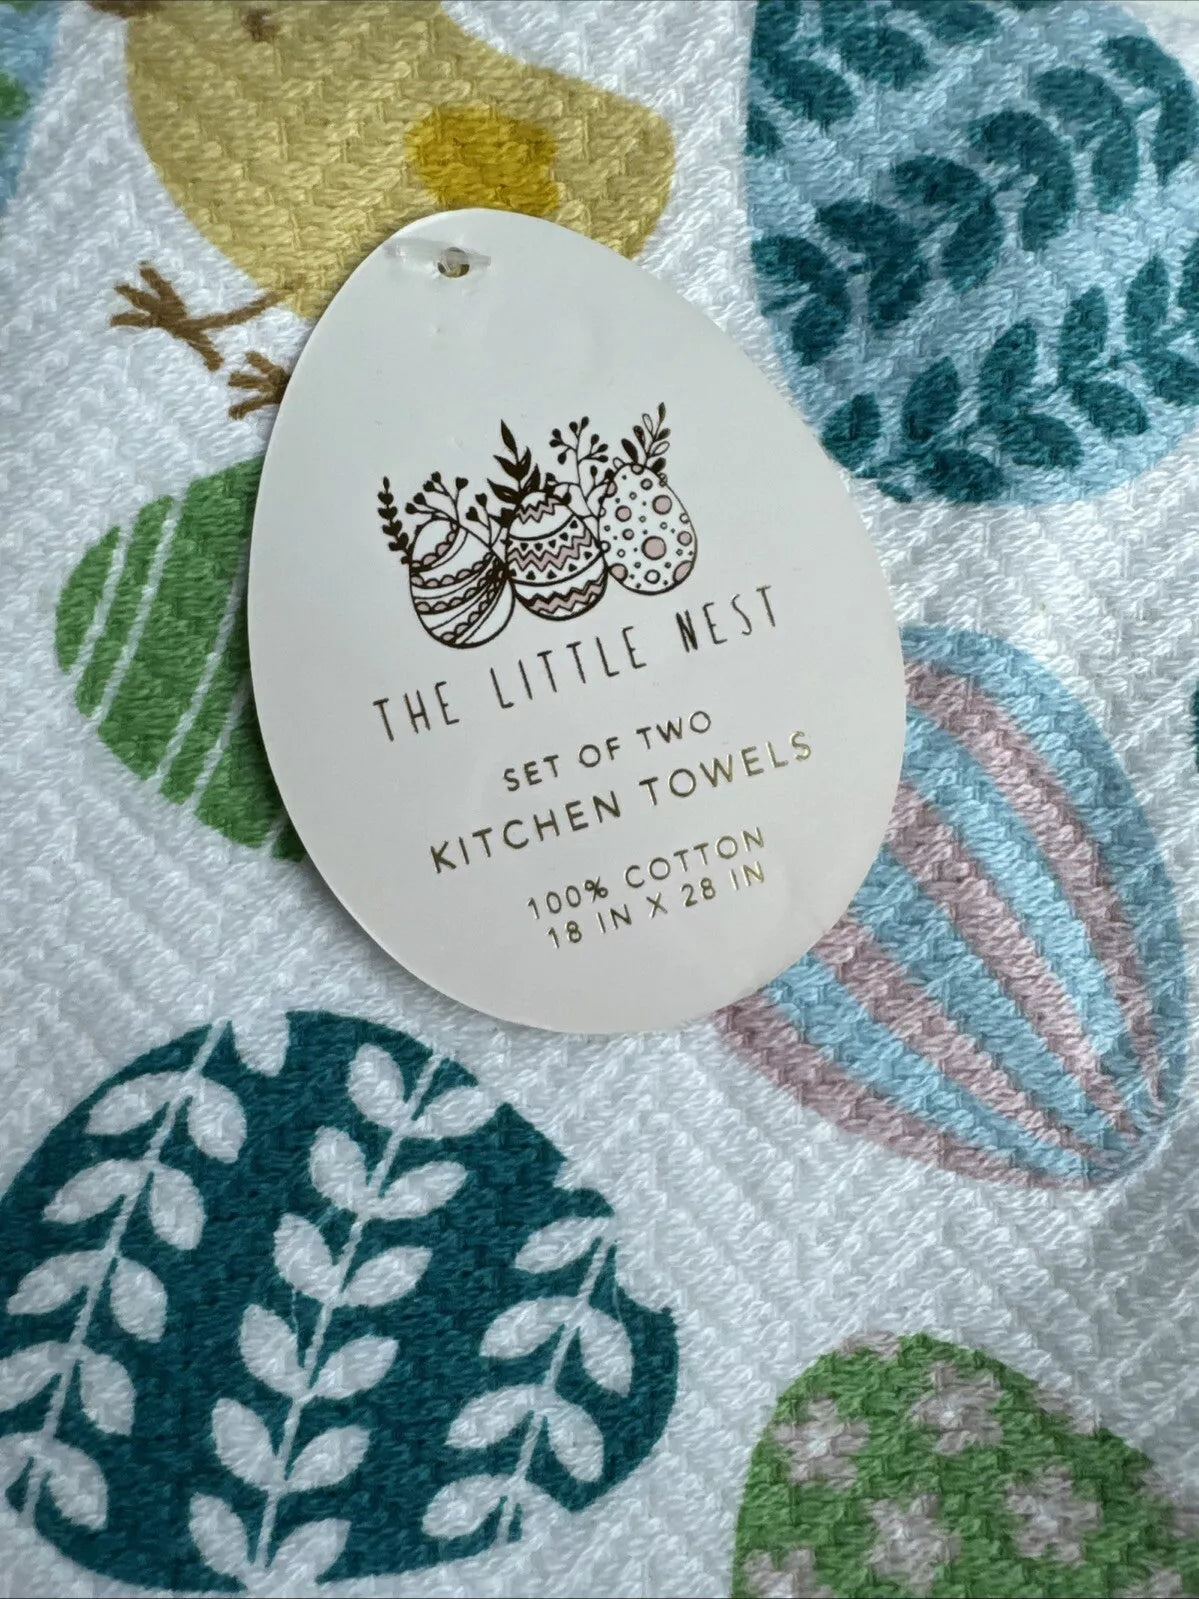 THE LITTLE NEST
SET OF TWO
KITCHEN TOWELS
100% COTTON
18 IN X 28 IN